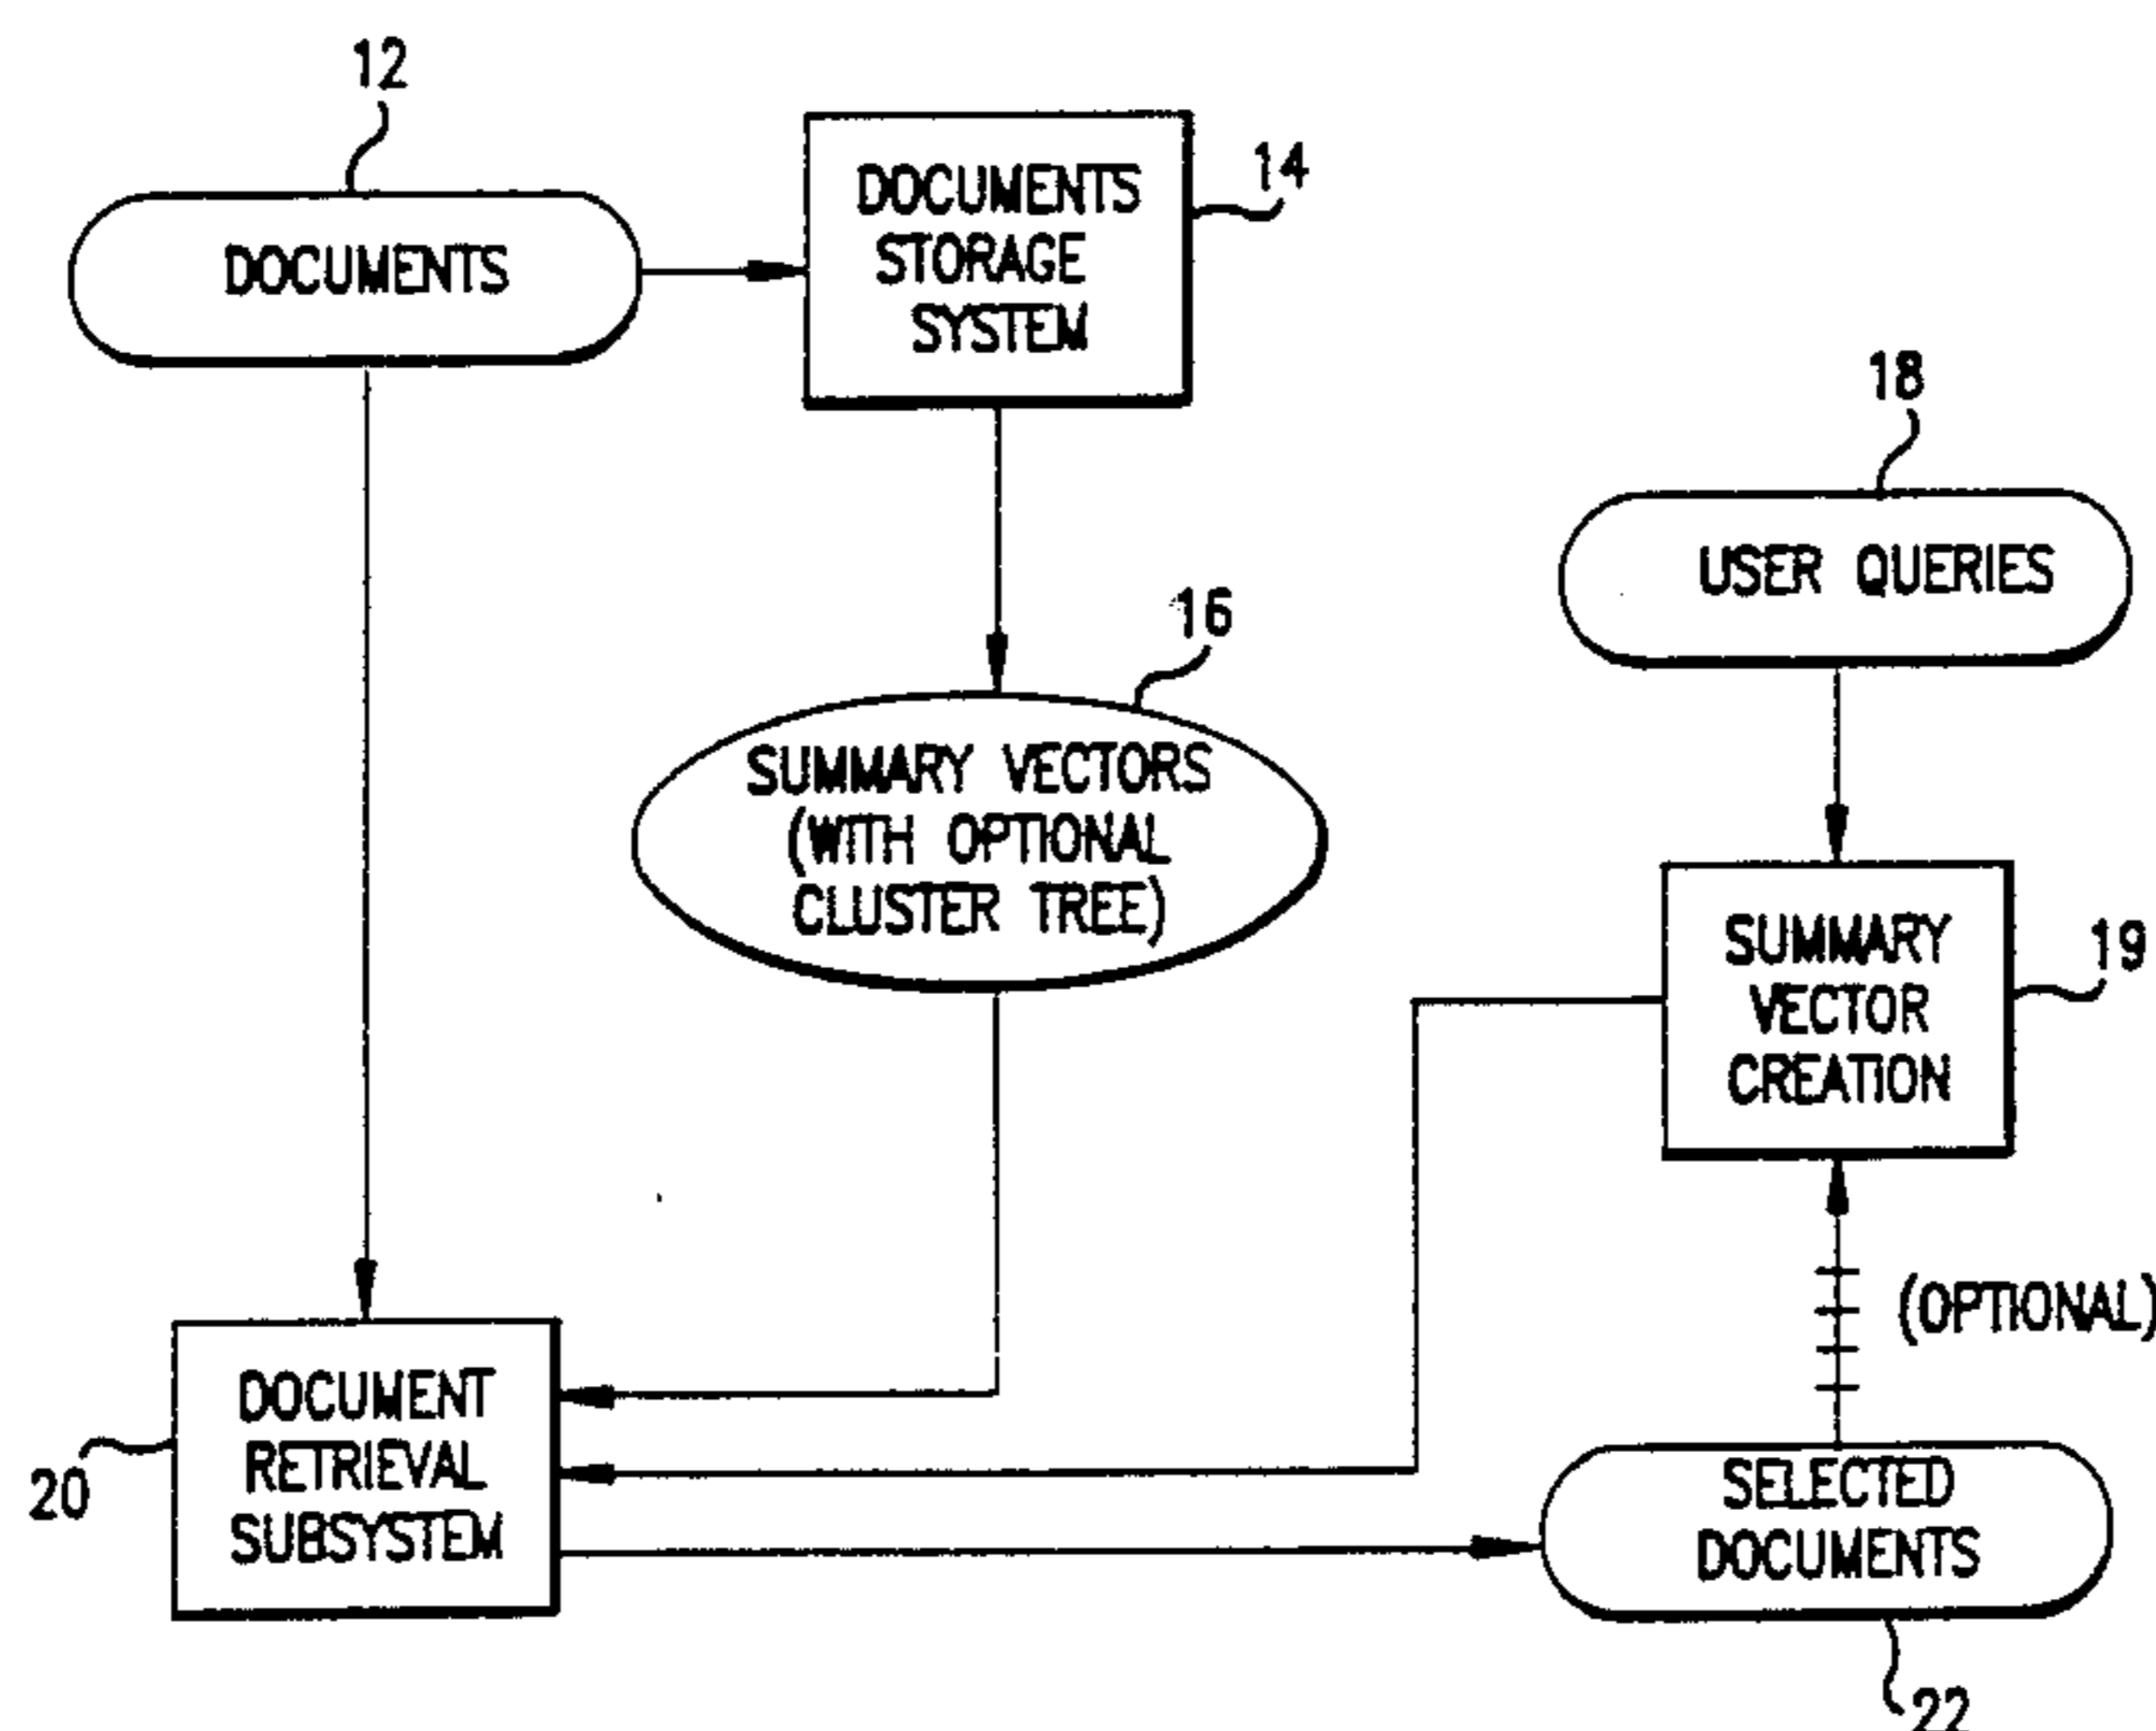 12
DOCUMENTS
DOCUMENTS
STORAGE
SYSTEM
14
16
SUMMARY VECTORS
(WITH OPTIONAL
CLUSTER TREE)
18
USER QUERIES
SUMMARY
VECTOR
CREATION
19
(OPTIONAL)
DOCUMENT
RETRIEVAL
SUBSYSTEM
20
SELECTED
DOCUMENTS
22